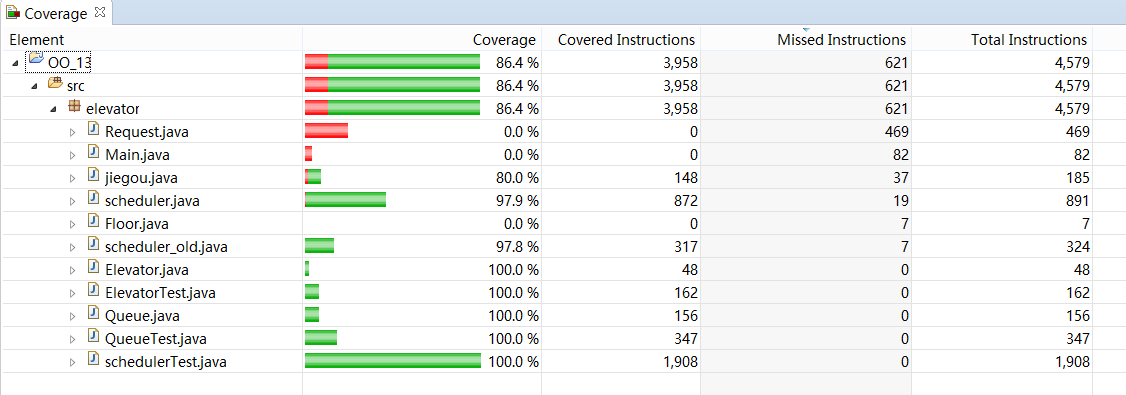 Coverage
Element Coverage Covered Instructions Missed Instructions Total Instructions
OO_13 86.4 % 3,958 621 4,579
src 86.4 % 3,958 621 4,579
elevator 86.4 % 3,958 621 4,579
Request.java 0.0 % 0 469 469
Main.java 0.0 % 0 82 82
jiegou.java 80.0 % 148 37 185
scheduler.java 97.9 % 872 19 891
Floor.java 0.0 % 0 7 7
scheduler_old.java 97.8 % 317 7 324
Elevator.java 100.0 % 48 0 48
ElevatorTest.java 100.0 % 162 0 162
Queue.java 100.0 % 156 0 156
QueueTest.java 100.0 % 347 0 347
schedulerTest.java 100.0 % 1,908 0 1,908